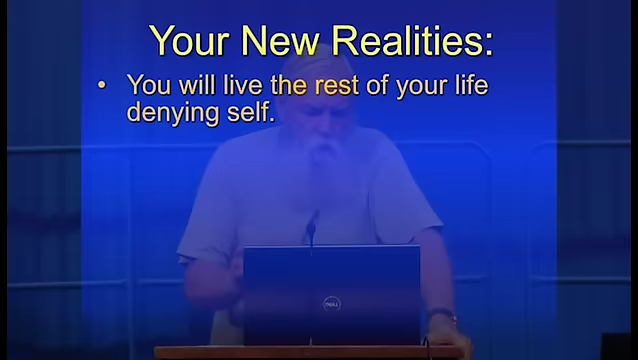 Your New Realities:
• You will live the rest of your life
denying self.
DELL